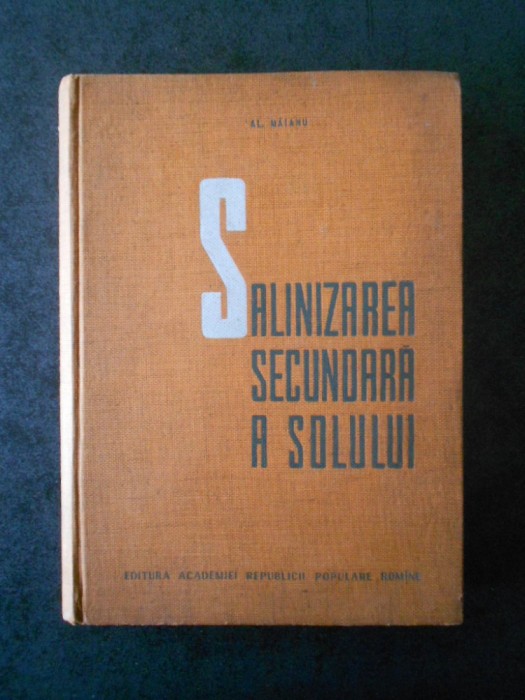 AL. MĂIANU
SALINIZAREA
SECUNDARĂ
A SOLULUI
EDITURA ACADEMIEI REPUBLICII POPULARE ROMÎNE